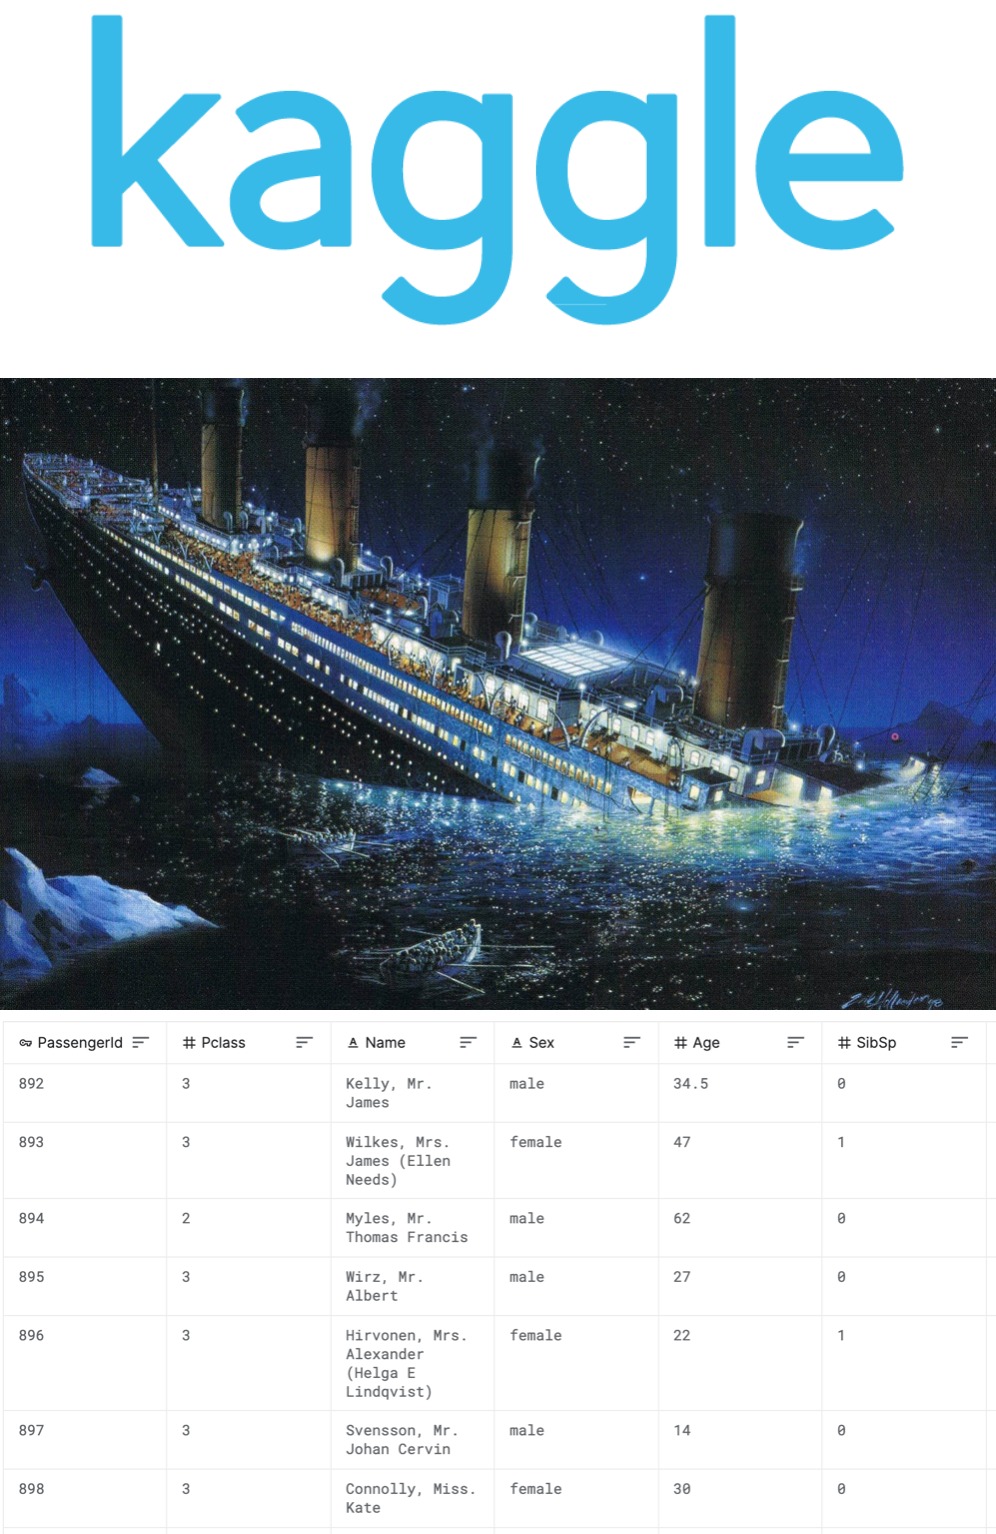 kaggle
PassengerId Pclass Name Sex Age SibSp
892 3 Kelly, Mr. male 34.5 0
James
893 3 Wilkes, Mrs. female 47 1
James (Ellen
Needs)
894 2 Myles, Mr. male 62 0
Thomas Francis
895 3 Wirz, Mr. male 27 0
Albert
896 3 Hirvonen, Mrs. female 22 1
Alexander
(Helga E
Lindqvist)
897 3 Svensson, Mr. male 14 0
Johan Cervin
898 3 Connolly, Miss. female 30 0
Kate